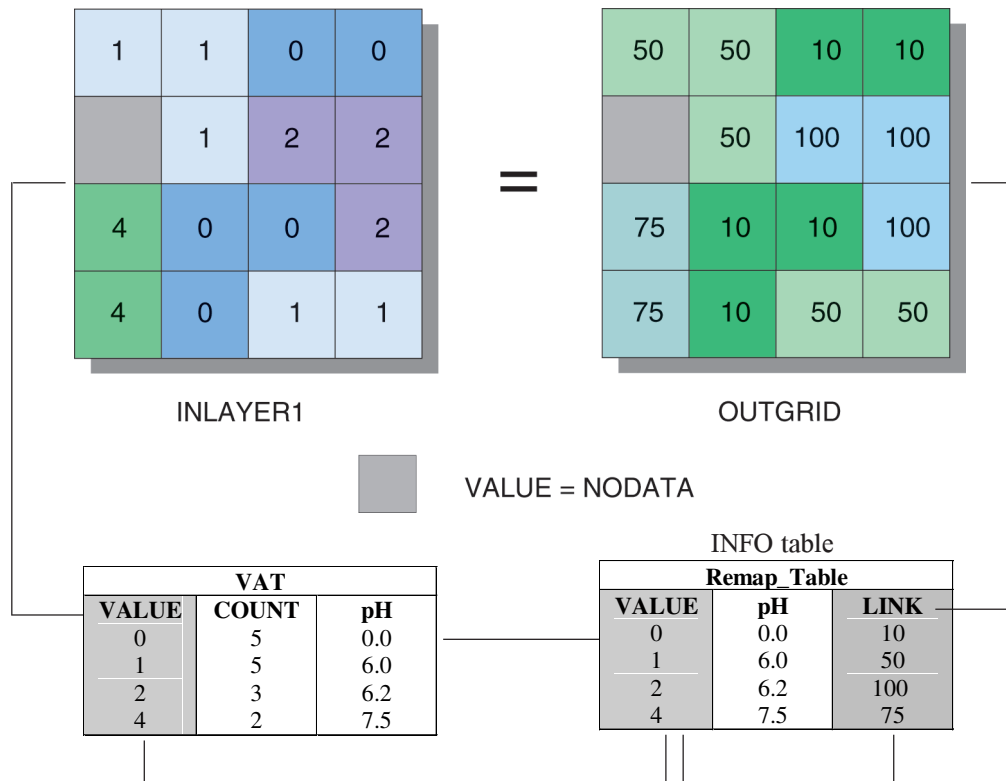 1 1 0 0
50 50 10 10
1 2 2
50 100 100
=
4 0 0 2
75 10 10 100
4 0 1 1
75 10 50 50
INLAYER1
OUTGRID
VALUE = NODATA
INFO table
VAT
VALUE COUNT pH
0 5 0.0
1 5 6.0
2 3 6.2
4 2 7.5
Remap_Table
VALUE pH LINK
0 0.0 10
1 6.0 50
2 6.2 100
4 7.5 75